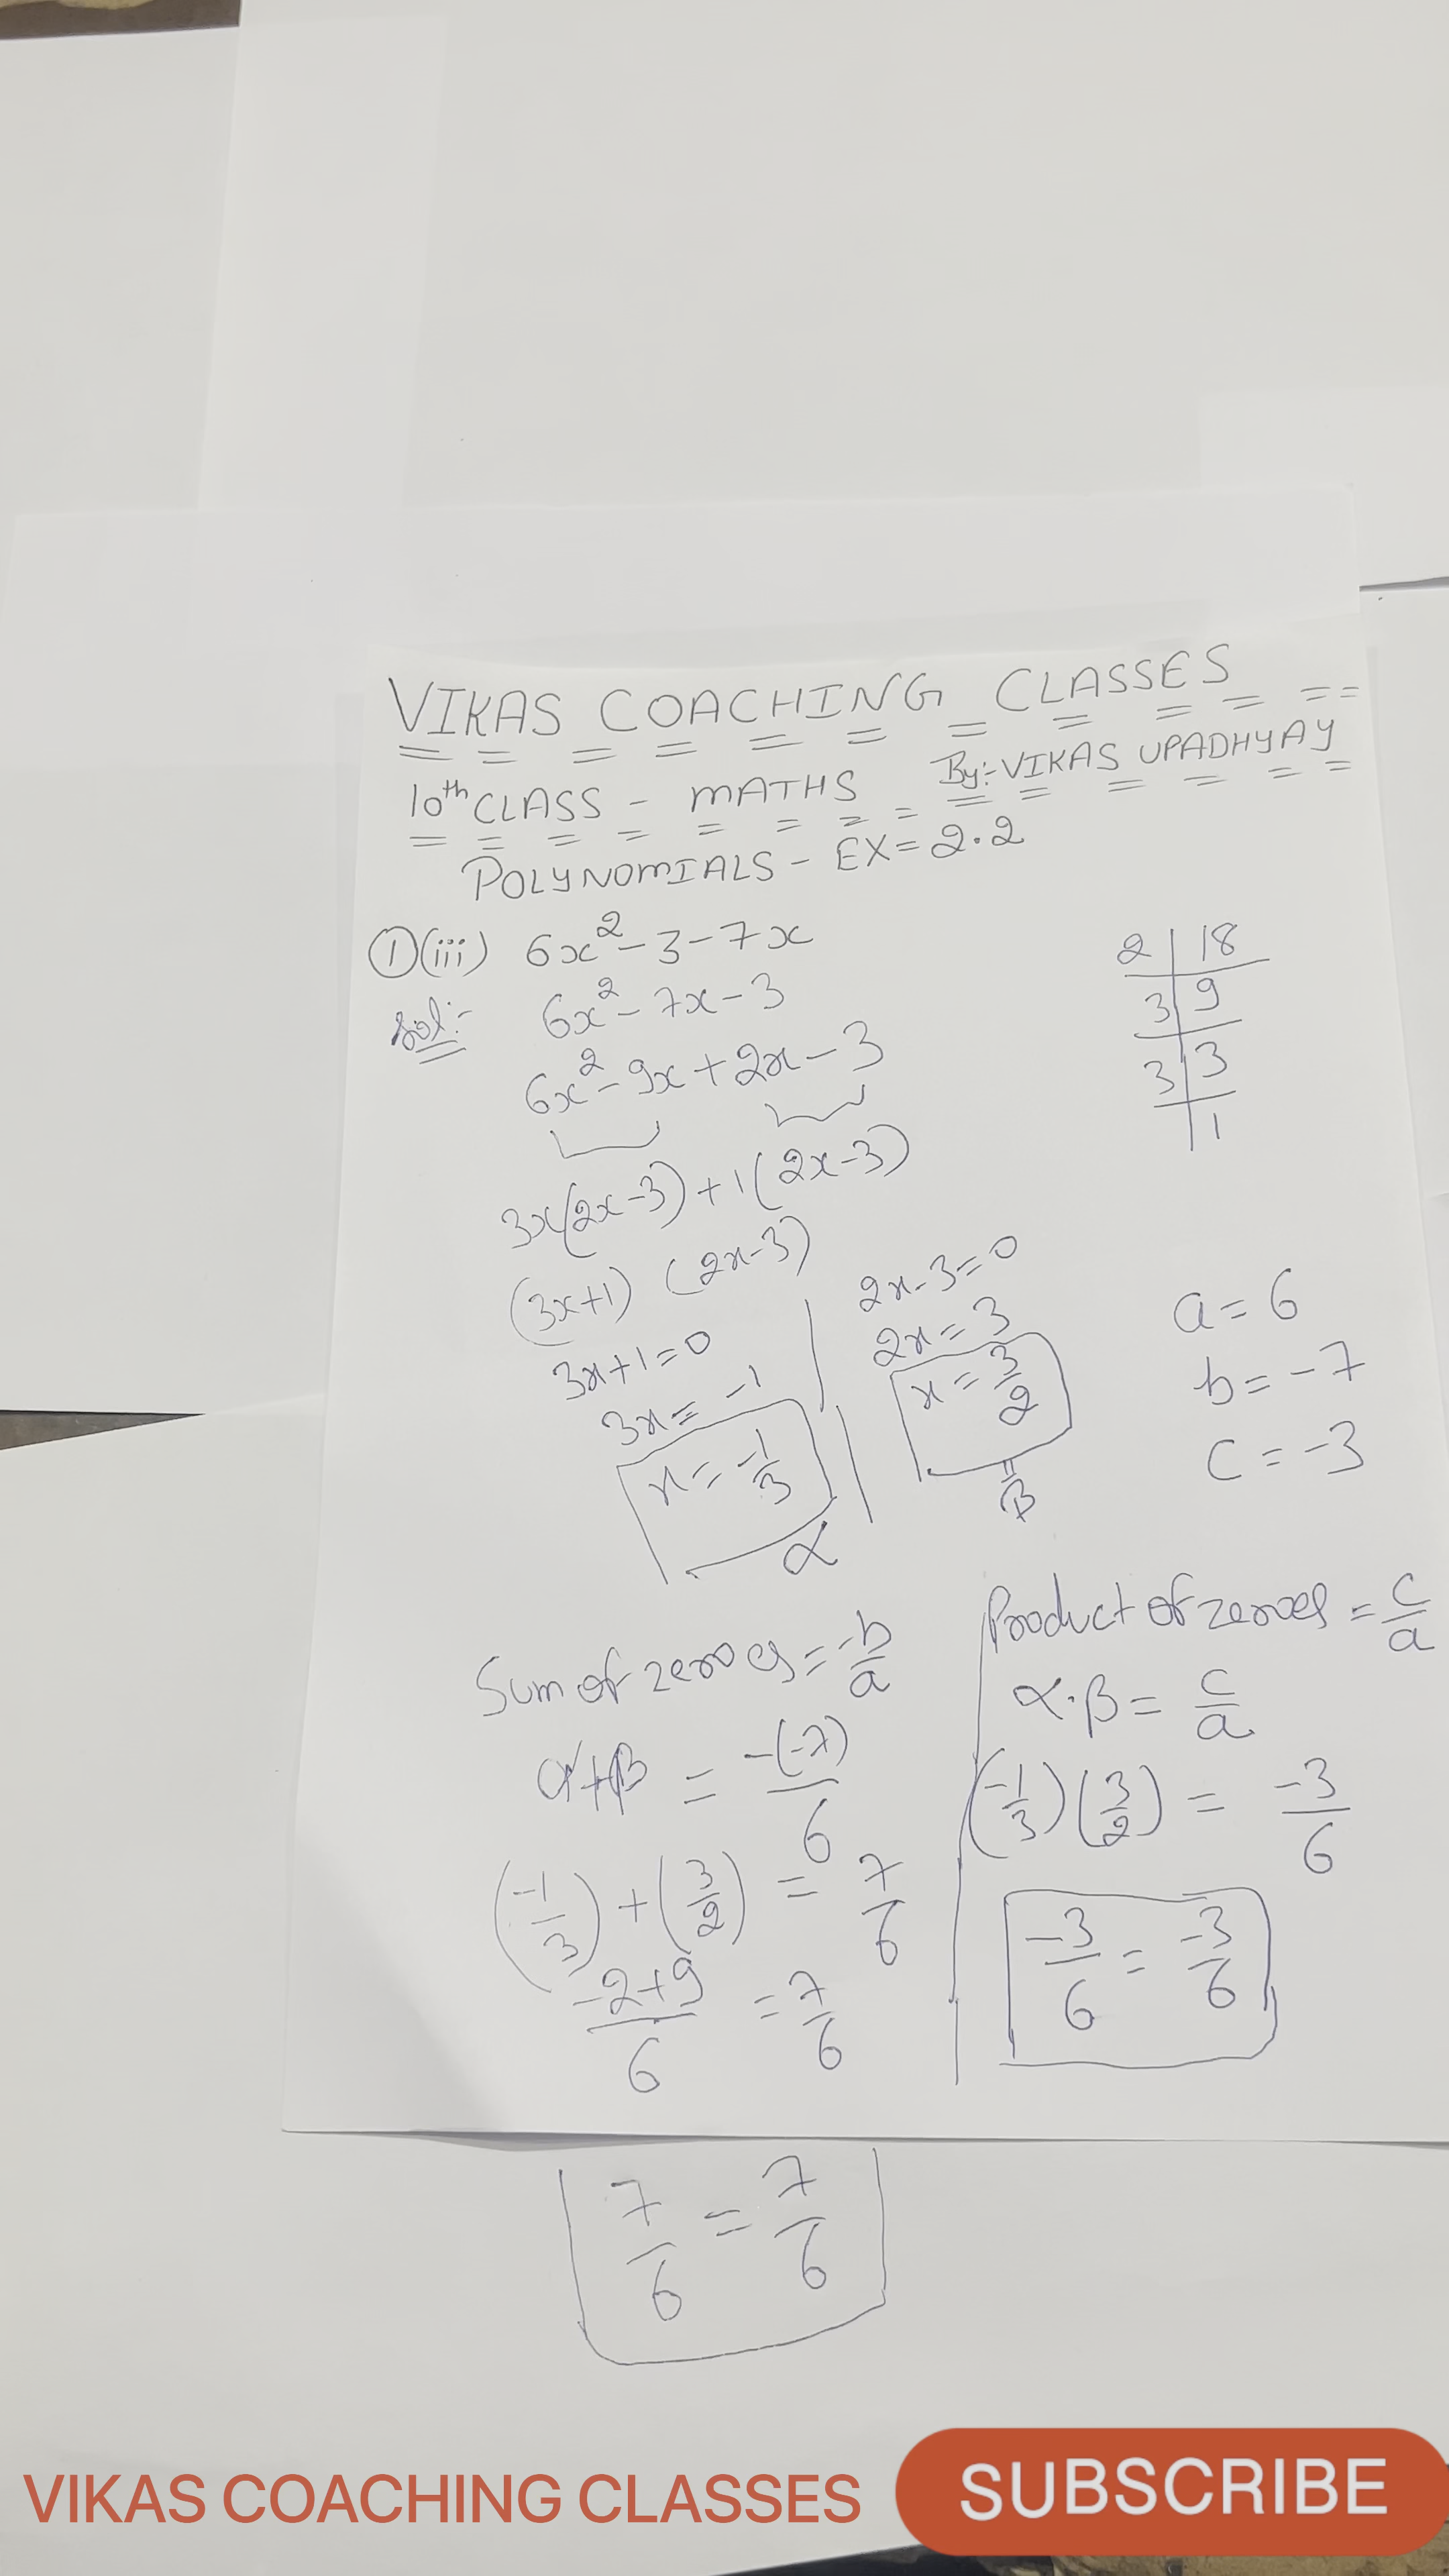 VIKAS COACHING CLASSES
10th CLASS - MATHS By:- VIKAS UPADHYAY
POLYNOMIALS - EX = 2.2
①(iii) 6x² - 3 - 7x
Sol:- 6x² - 7x - 3
6x² - 9x + 2x - 3
3x(2x-3) + 1(2x-3)
(3x+1) (2x-3)
3x+1=0
3x = -1
x = -1/3
α
2x-3=0
2x = 3
x = 3/2
β
2 | 18
3 | 9
3 | 3
| 1
a = 6
b = -7
c = -3
Sum of zeroes = -b/a
α+β = -(-7)/6
(-1/3) + (3/2) = 7/6
-2+9/6 = 7/6
7/6 = 7/6
Product of zeroes = c/a
α.β = c/a
(-1/3)(3/2) = -3/6
-3/6 = -3/6
VIKAS COACHING CLASSES
SUBSCRIBE